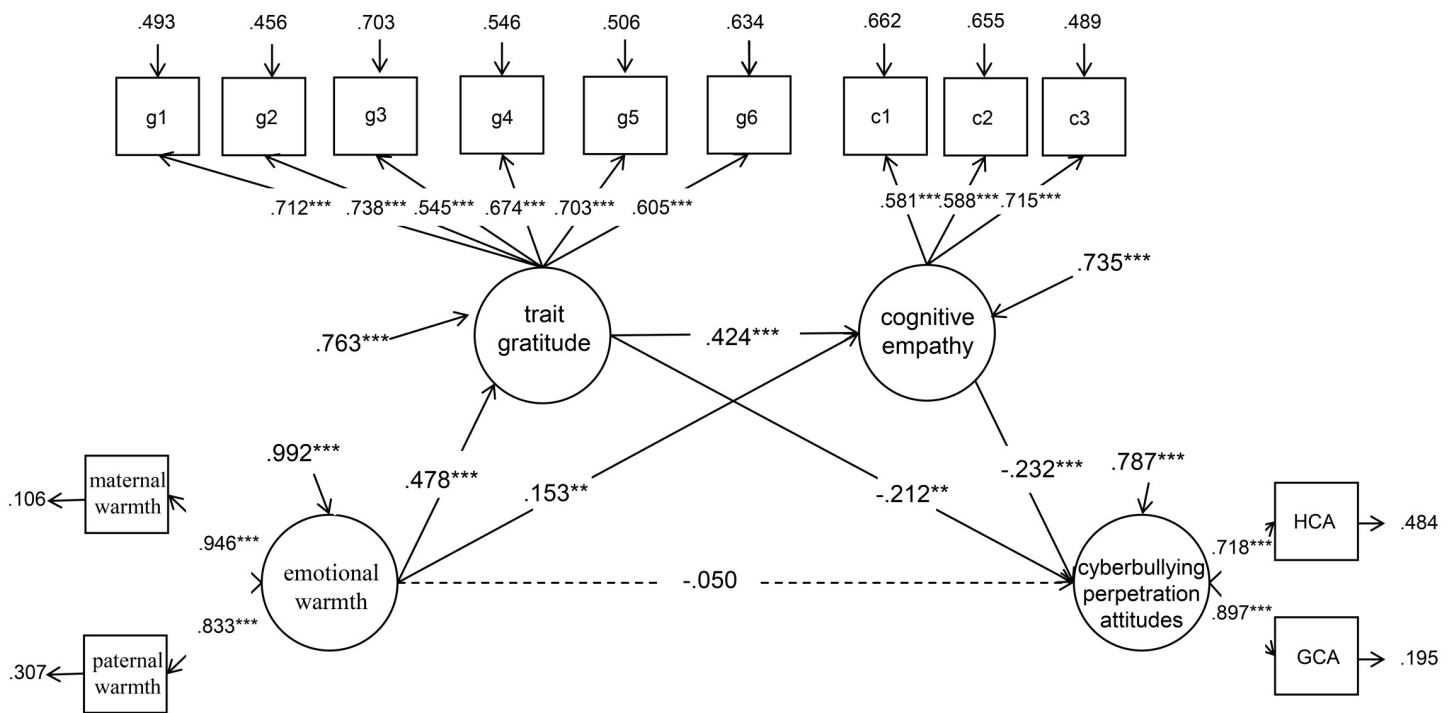 .493 .456 .703 .546 .506 .634 .662 .655 .489
g1 g2 g3 g4 g5 g6 c1 c2 c3
.712*** .738*** .545*** .674*** .703*** .605*** .581*** .588*** .715***
.735***
trait
gratitude
cognitive
empathy
.763***
.424***
.992***
.478***
.153**
-.212**
-.232***
.787***
maternal
warmth
.106
.946***
emotional
warmth
.833***
paternal
warmth
.307
-.050
cyberbullying
perpetration
attitudes
.718***
HCA
.484
.897***
GCA
.195